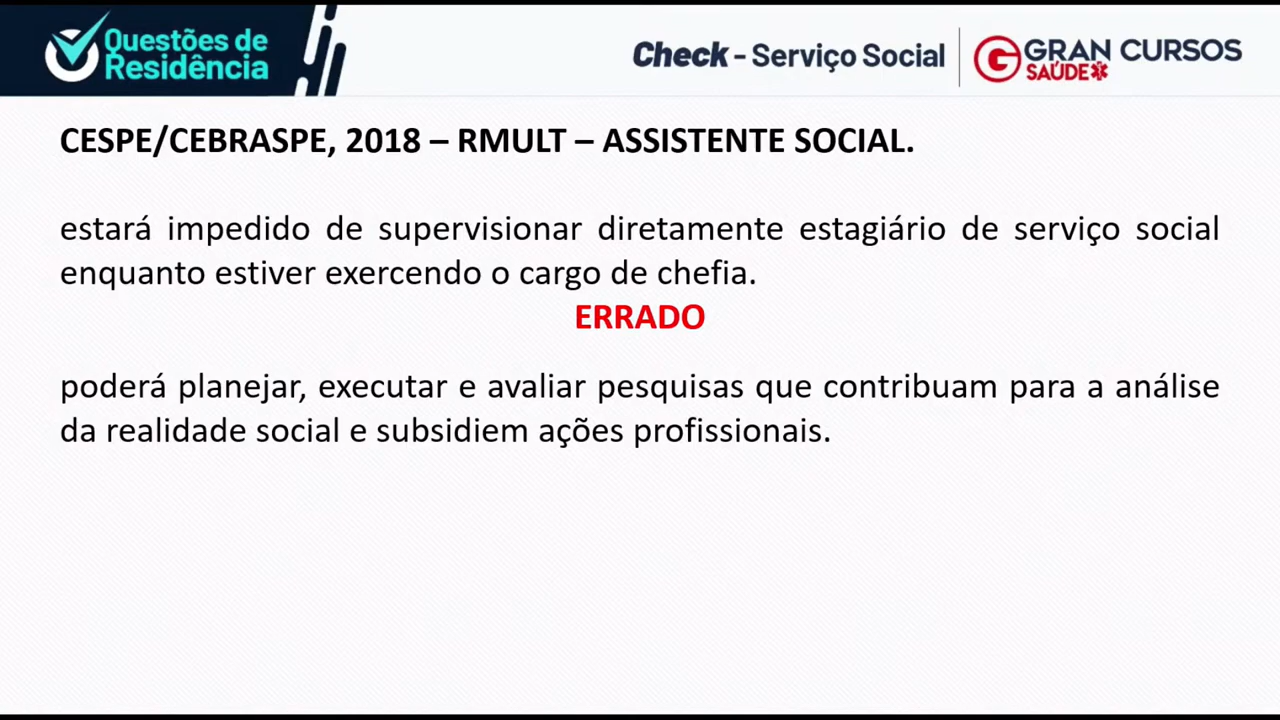 Questões de
Residência
Check - Serviço Social
GRAN CURSOS
SAÚDE
CESPE/CEBRASPE, 2018 – RMULT – ASSISTENTE SOCIAL.
estará impedido de supervisionar diretamente estagiário de serviço social
enquanto estiver exercendo o cargo de chefia.
ERRADO
poderá planejar, executar e avaliar pesquisas que contribuam para a análise
da realidade social e subsidiem ações profissionais.